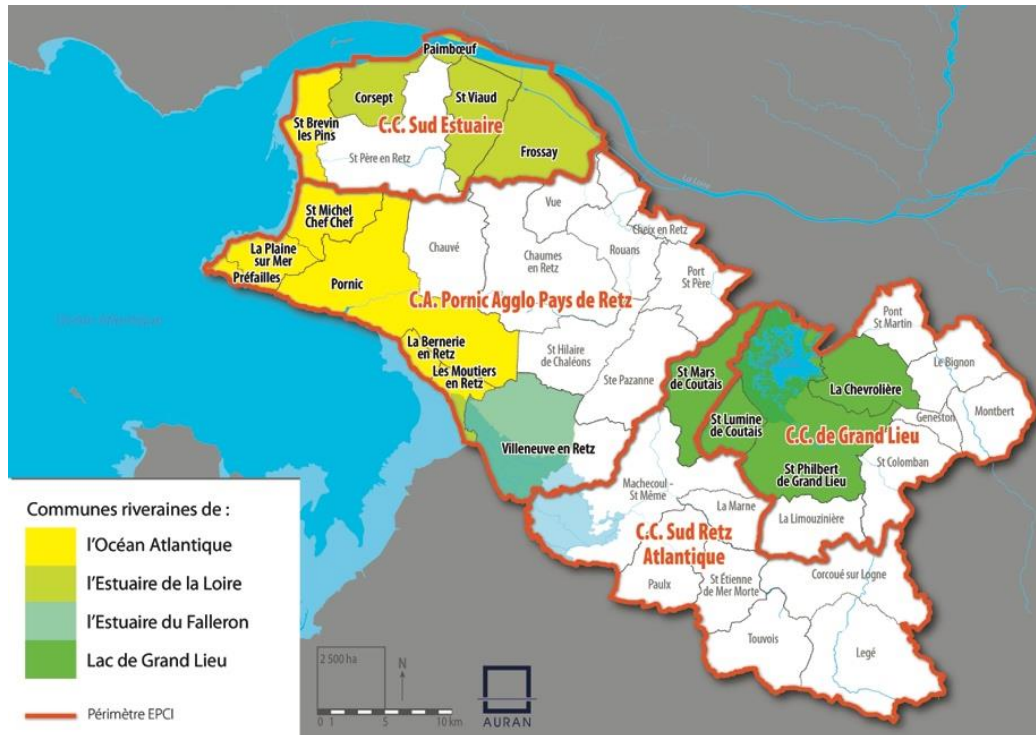 Paimbœuf
Corsept
St Viaud
St Brevin
les Pins
C.C. Sud Estuaire
Frossay
St Père en Retz
La Loire
St Michel
Chef Chef
Vue
Cheix en Retz
Chauvé
Chaumes
en Retz
Rouans
La Plaine
sur Mer
Préfailles
Pornic
Port
St Père
C.A. Pornic Agglo Pays de Retz
Pont
St Martin
La Bernerie
en Retz
St Hilaire
de Chaléons
Le Bignon
Les Moutiers
en Retz
Ste Pazanne
St Mars
de Coutais
La Chevrolière
Montbert
Geneston
St Lumine
de Coutais
C.C. de Grand Lieu
Villeneuve en Retz
St Colomban
St Philbert
de Grand Lieu
Machecoul -
St Même
La Marne
La Limouzinière
C.C. Sud Retz
Atlantique
Paulx
St Étienne
de Mer Morte
Corcoué sur Logne
Touvois
Legé
Communes riveraines de :
l'Océan Atlantique
l'Estuaire de la Loire
l'Estuaire du Falleron
Lac de Grand Lieu
Périmètre EPCI
2 500 ha
N
0 1 5 10 km
AURAN